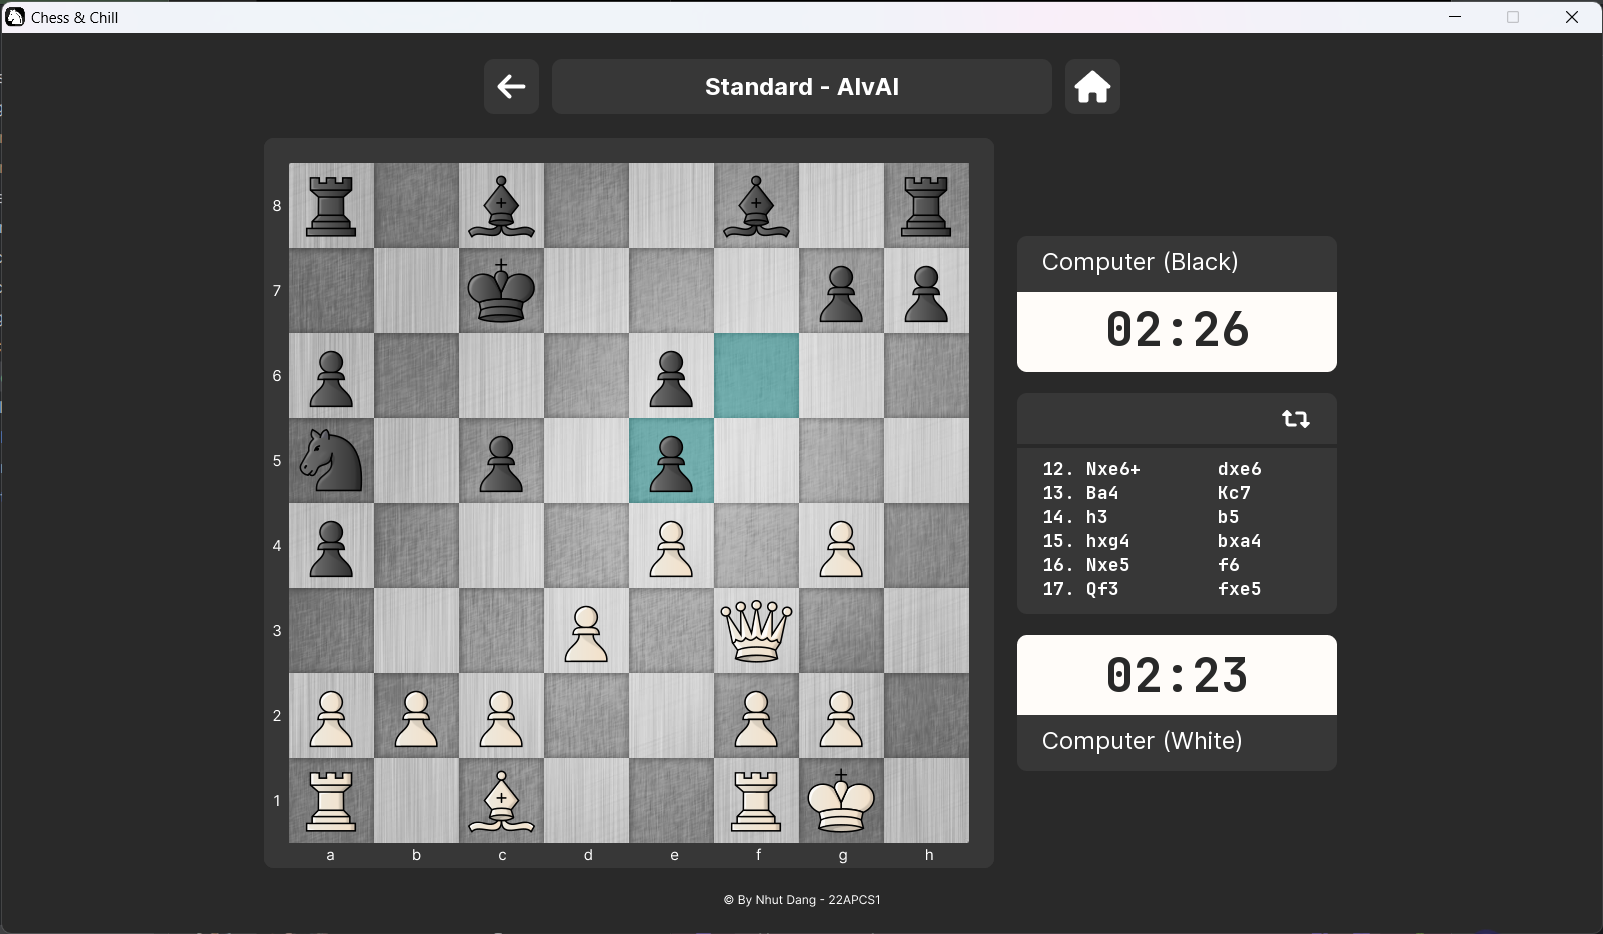 Chess & Chill
Standard - AIvAI
8
7
6
5
4
3
2
1
a b c d e f g h
Computer (Black)
02:26
12. Nxe6+ dxe6
13. Ba4 Kc7
14. h3 b5
15. hxg4 bxa4
16. Nxe5 f6
17. Qf3 fxe5
02:23
Computer (White)
© By Nhut Dang - 22APCS1